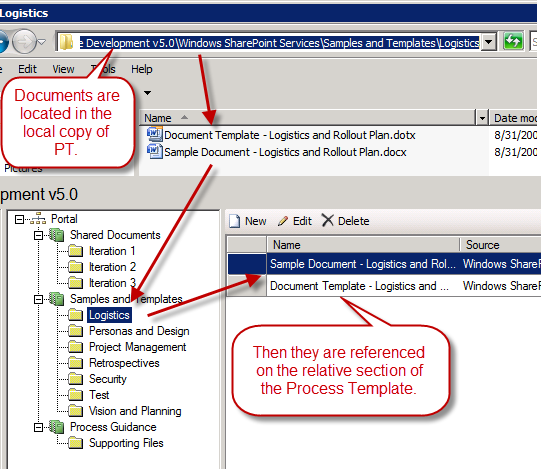 Logistics
e Development v5.0\Windows SharePoint Services\Samples and Templates\Logistics
Edit View Tools Help
Documents are
located in the
local copy of
PT.
Name Date mod
Document Template - Logistics and Rollout Plan.dotx 8/31/200
Sample Document - Logistics and Rollout Plan.docx 8/31/200
Pictures
pment v5.0
Portal
Shared Documents
Iteration 1
Iteration 2
Iteration 3
Samples and Templates
Logistics
Personas and Design
Project Management
Retrospectives
Security
Test
Vision and Planning
Process Guidance
Supporting Files
New Edit Delete
Name Source
Sample Document - Logistics and Rol... Windows ShareP
Document Template - Logistics and ... Windows ShareP
Then they are referenced
on the relative section of
the Process Template.